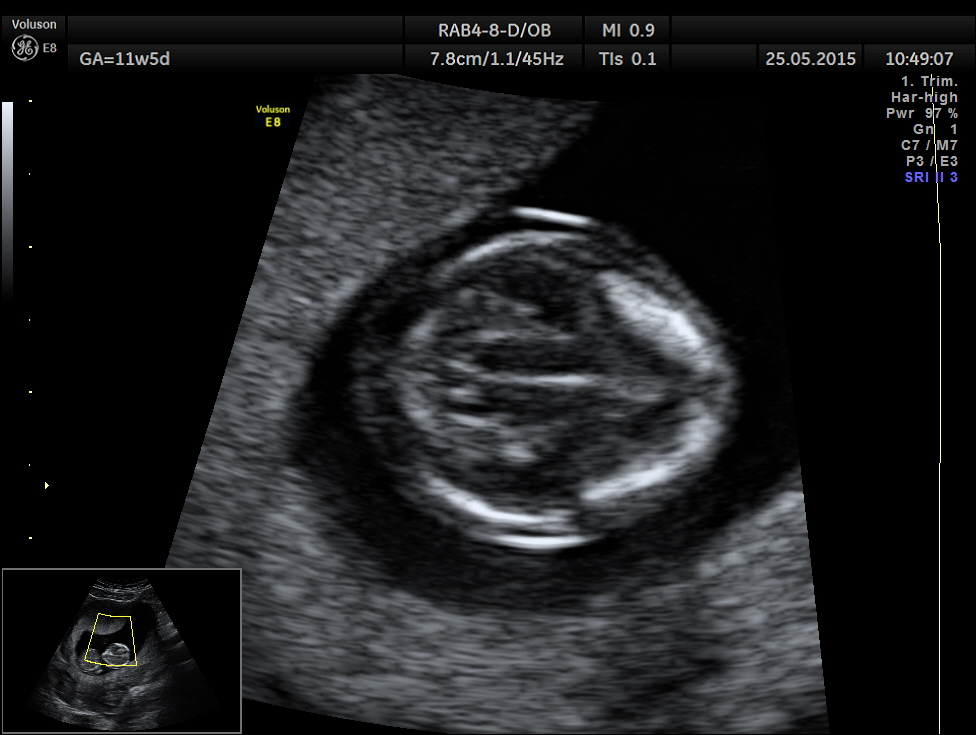 Voluson
E8
RAB4-8-D/OB
MI 0.9
GA=11w5d
7.8cm/1.1/45Hz
TIs 0.1
25.05.2015
10:49:07
Voluson
E8
1. Trim.
Har-high
Pwr 97 %
Gn 1
C7 / M7
P3 / E3
SRI II 3